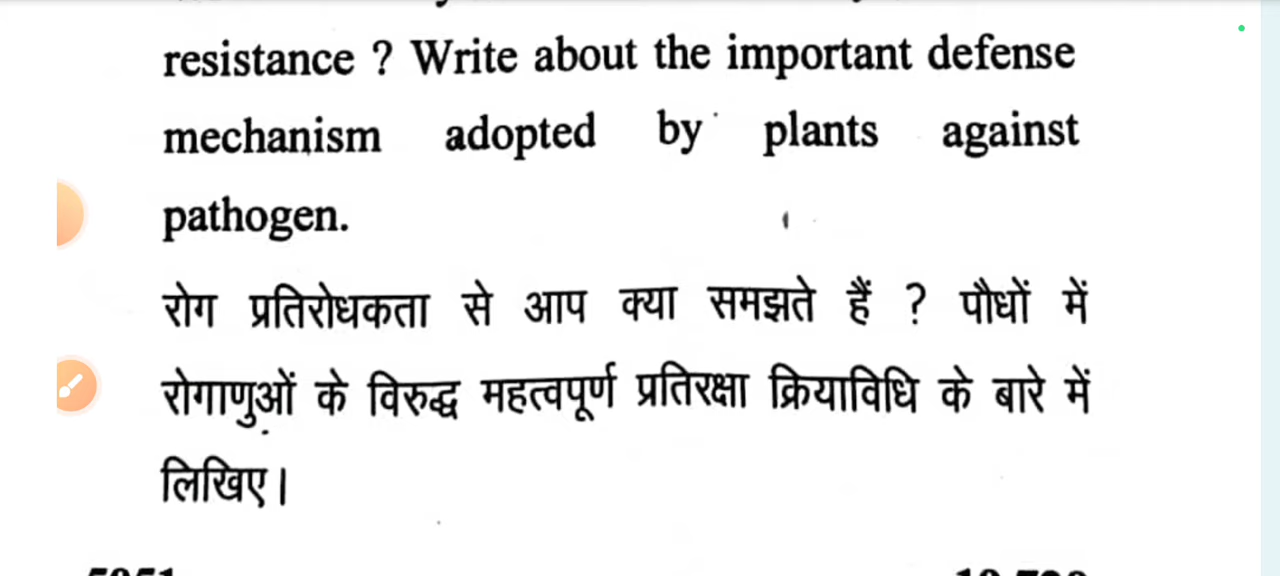 resistance ? Write about the important defense
mechanism adopted by plants against
pathogen.
रोग प्रतिरोधकता से आप क्या समझते हैं ? पौधों में
रोगाणुओं के विरुद्ध महत्वपूर्ण प्रतिरक्षा क्रियाविधि के बारे में
लिखिए।